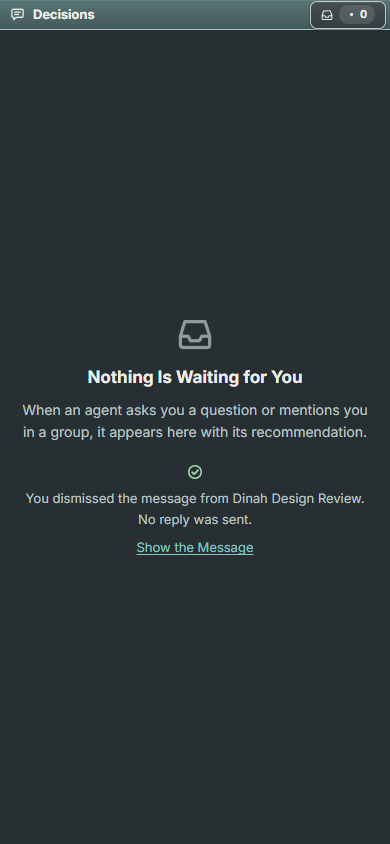 Decisions
• 0
Nothing Is Waiting for You
When an agent asks you a question or mentions you
in a group, it appears here with its recommendation.
You dismissed the message from Dinah Design Review.
No reply was sent.
Show the Message